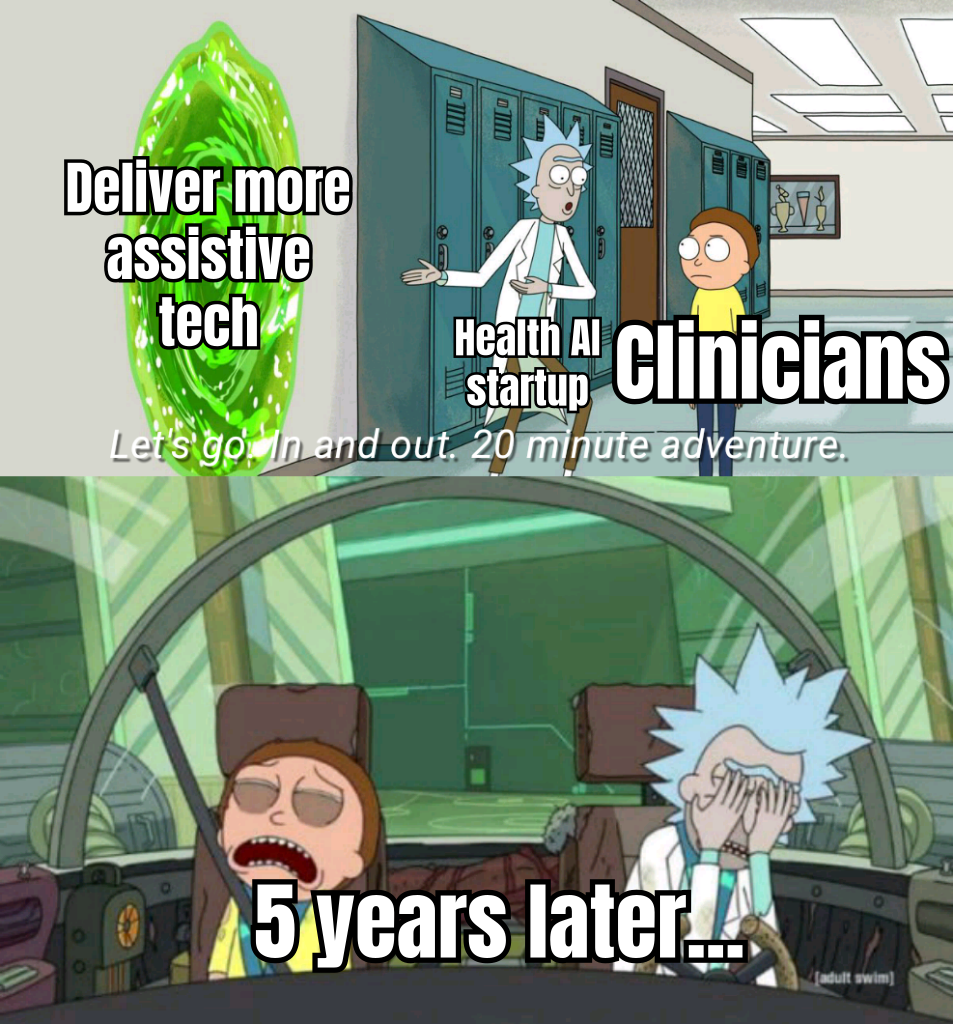 Deliver more
assistive
tech
Health AI
startup
Clinicians
Let's go. In and out. 20 minute adventure.
5 years later...
[adult swim]